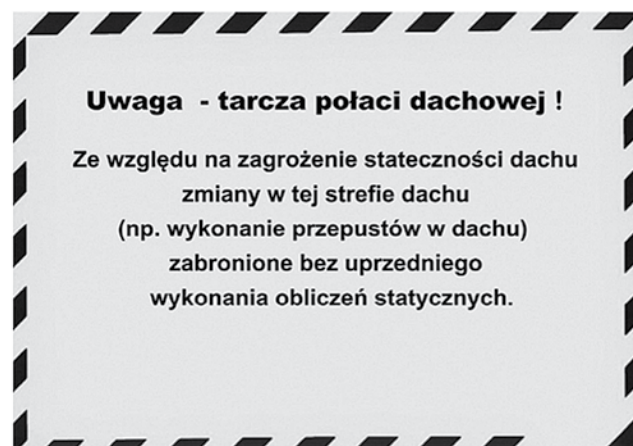 Uwaga - tarcza połaci dachowej !
Ze względu na zagrożenie stateczności dachu
zmiany w tej strefie dachu
(np. wykonanie przepustów w dachu)
zabronione bez uprzedniego
wykonania obliczeń statycznych.